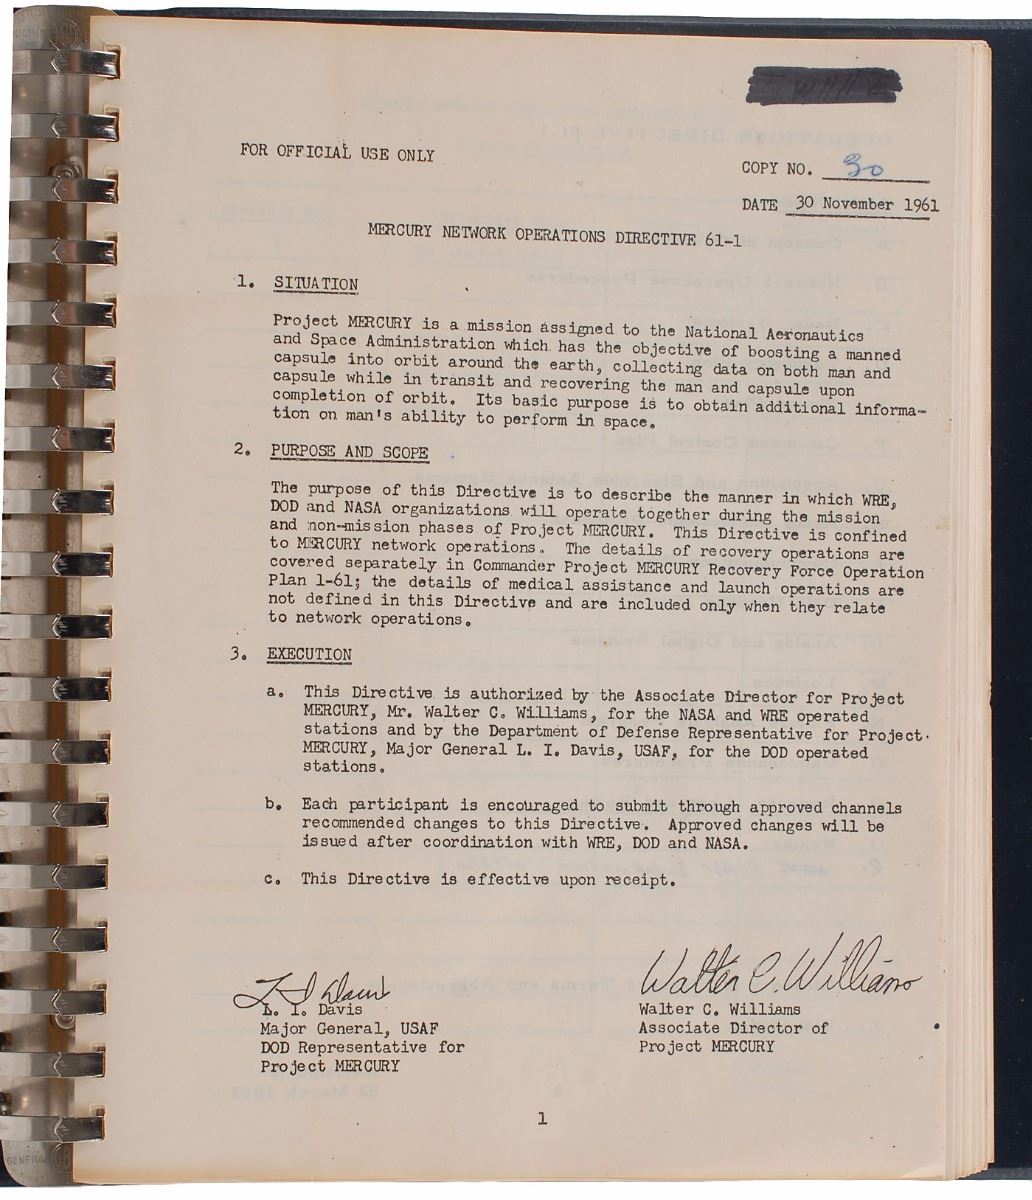 FOR OFFICIAL USE ONLY
COPY NO. 30
DATE 30 November 1961
MERCURY NETWORK OPERATIONS DIRECTIVE 61-1
1. SITUATION
Project MERCURY is a mission assigned to the National Aeronautics
and Space Administration which has the objective of boosting a manned
capsule into orbit around the earth, collecting data on both man and
capsule while in transit and recovering the man and capsule upon
completion of orbit. Its basic purpose is to obtain additional informa-
tion on man's ability to perform in space.
2. PURPOSE AND SCOPE
The purpose of this Directive is to describe the manner in which WRE,
DOD and NASA organizations will operate together during the mission
and non-mission phases of Project MERCURY. This Directive is confined
to MERCURY network operations. The details of recovery operations are
covered separately in Commander Project MERCURY Recovery Force Operation
Plan 1-61; the details of medical assistance and launch operations are
not defined in this Directive and are included only when they relate
to network operations.
3. EXECUTION
a. This Directive is authorized by the Associate Director for Project
MERCURY, Mr. Walter C. Williams, for the NASA and WRE operated
stations and by the Department of Defense Representative for Project
MERCURY, Major General L. I. Davis, USAF, for the DOD operated
stations.
b. Each participant is encouraged to submit through approved channels
recommended changes to this Directive. Approved changes will be
issued after coordination with WRE, DOD and NASA.
c. This Directive is effective upon receipt.
L I Davis
L. I. Davis
Major General, USAF
DOD Representative for
Project MERCURY
Walter C. Williams
Walter C. Williams
Associate Director of
Project MERCURY
1
GENERAL